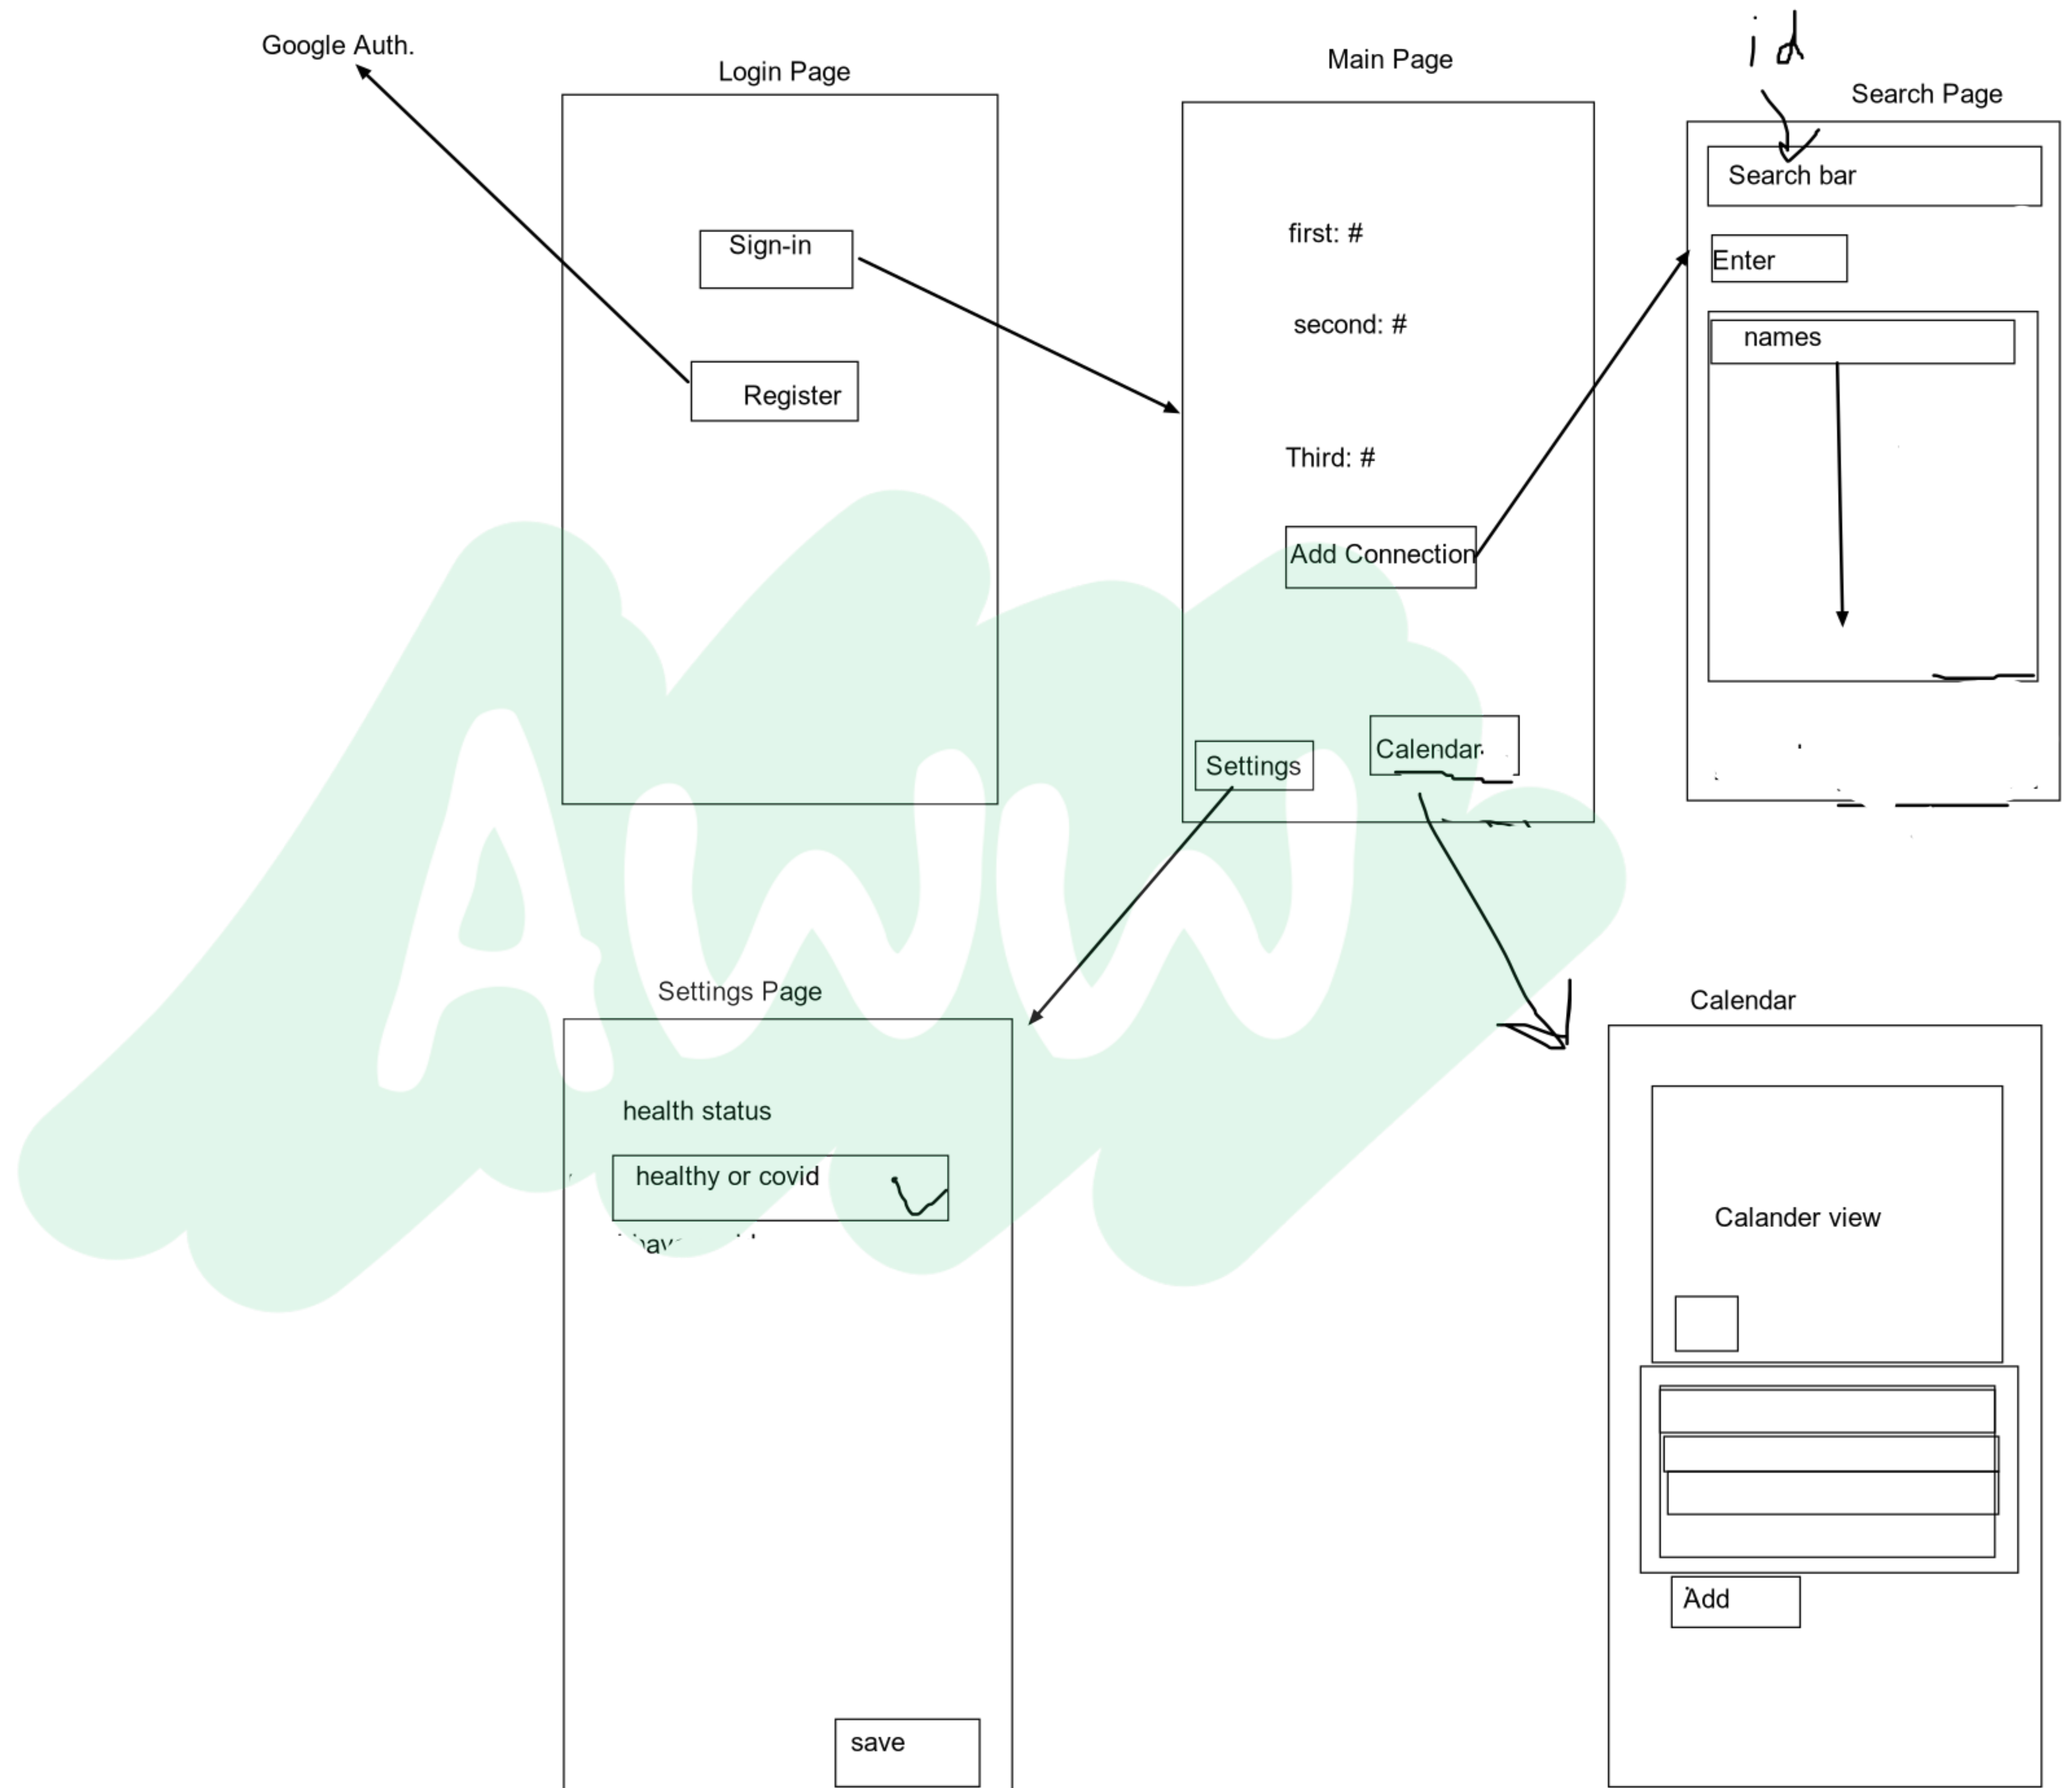 Google Auth.
Login Page
Sign-in
Register
Main Page
first: #
second: #
Third: #
Add Connection
Settings
Calendar
id
Search Page
Search bar
Enter
names
AWW
Settings Page
health status
healthy or covid
save
Calendar
Calander view
Add